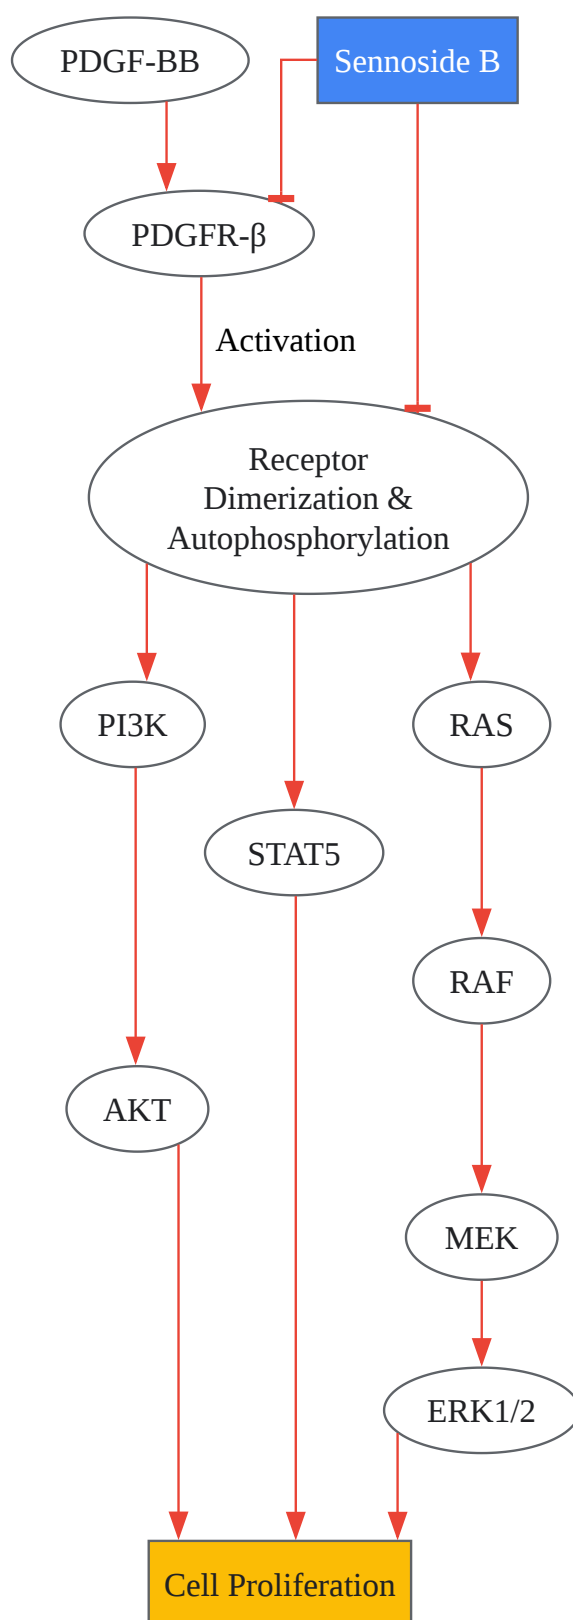 PDGF-BB
Sennoside B
PDGFR-β
Activation
Receptor
Dimerization &
Autophosphorylation
PI3K
RAS
STAT5
RAF
AKT
MEK
ERK1/2
Cell Proliferation